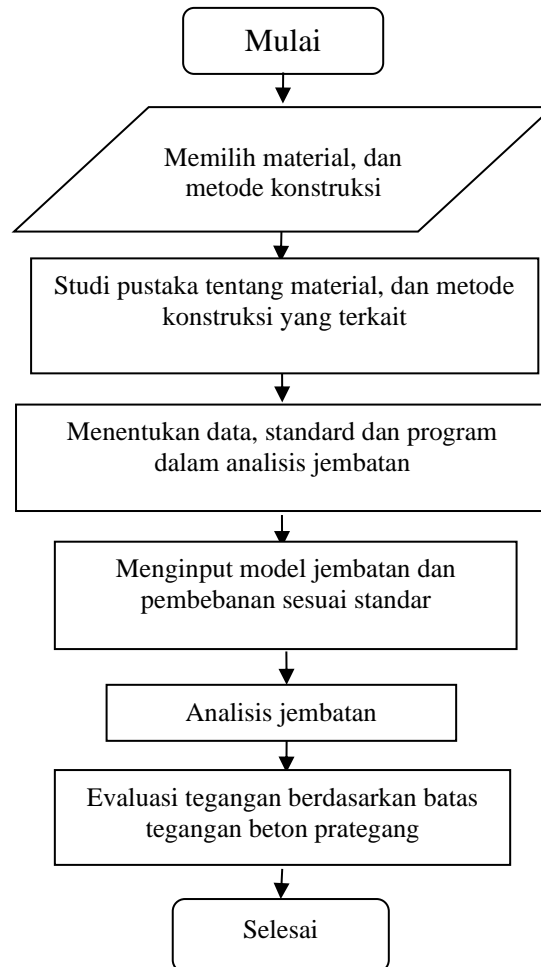 Mulai
Memilih material, dan
metode konstruksi
Studi pustaka tentang material, dan metode
konstruksi yang terkait
Menentukan data, standard dan program
dalam analisis jembatan
Menginput model jembatan dan
pembebanan sesuai standar
Analisis jembatan
Evaluasi tegangan berdasarkan batas
tegangan beton prategang
Selesai